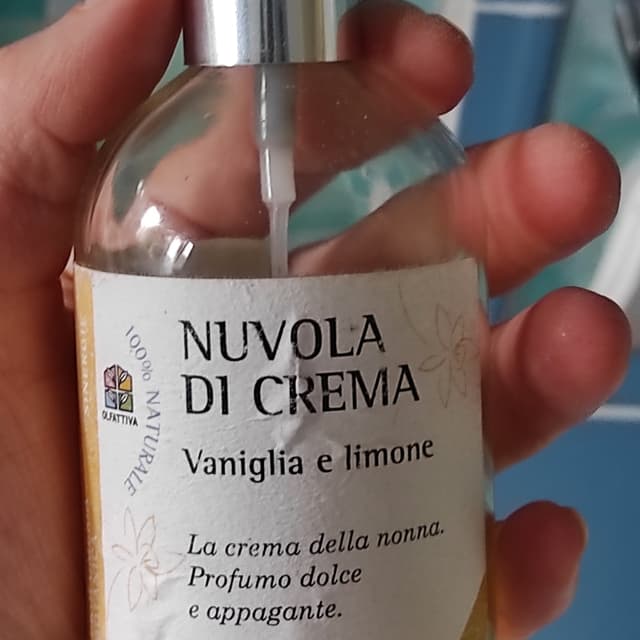 NUVOLA
DI CREMA
Vaniglia e limone
La crema della nonna.
Profumo dolce
e appagante.
100% NATURALE
OLFATTIVA